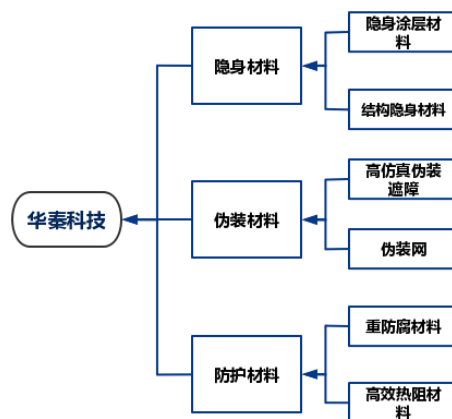 隐身涂层材
料
隐身材料
结构隐身材料
高仿真伪装
遮障
华秦科技
伪装材料
伪装网
重防腐材料
防护材料
高效热阻材
料